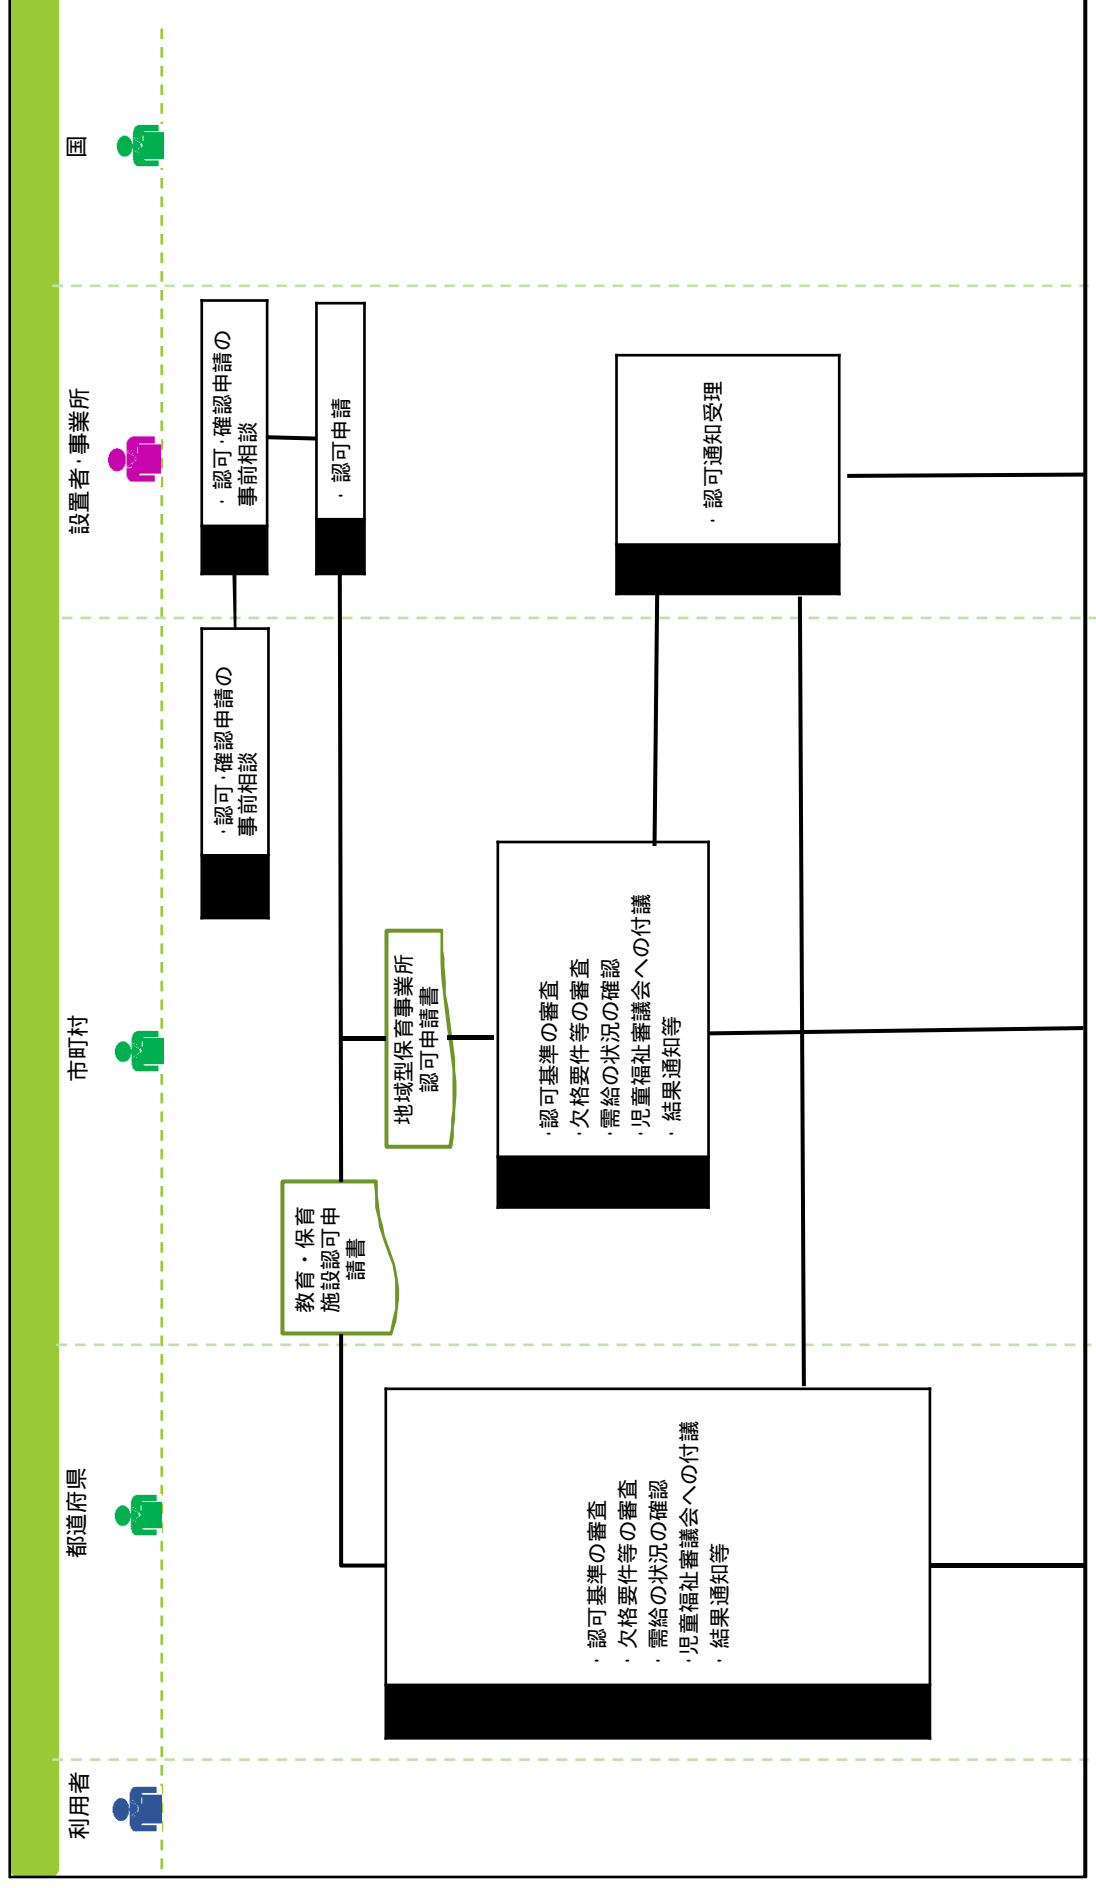 利用者
都道府県
市町村
設置者・事業所
国
・認可・確認申請の
事前相談
・認可・確認申請の
事前相談
・認可申請
教育・保育
施設認可申
請書
地域型保育事業所
認可申請書
・認可基準の審査
・欠格要件等の審査
・需給の状況の確認
・児童福祉審議会への付議
・結果通知等
・認可基準の審査
・欠格要件等の審査
・需給の状況の確認
・児童福祉審議会への付議
・結果通知等
・認可通知受理